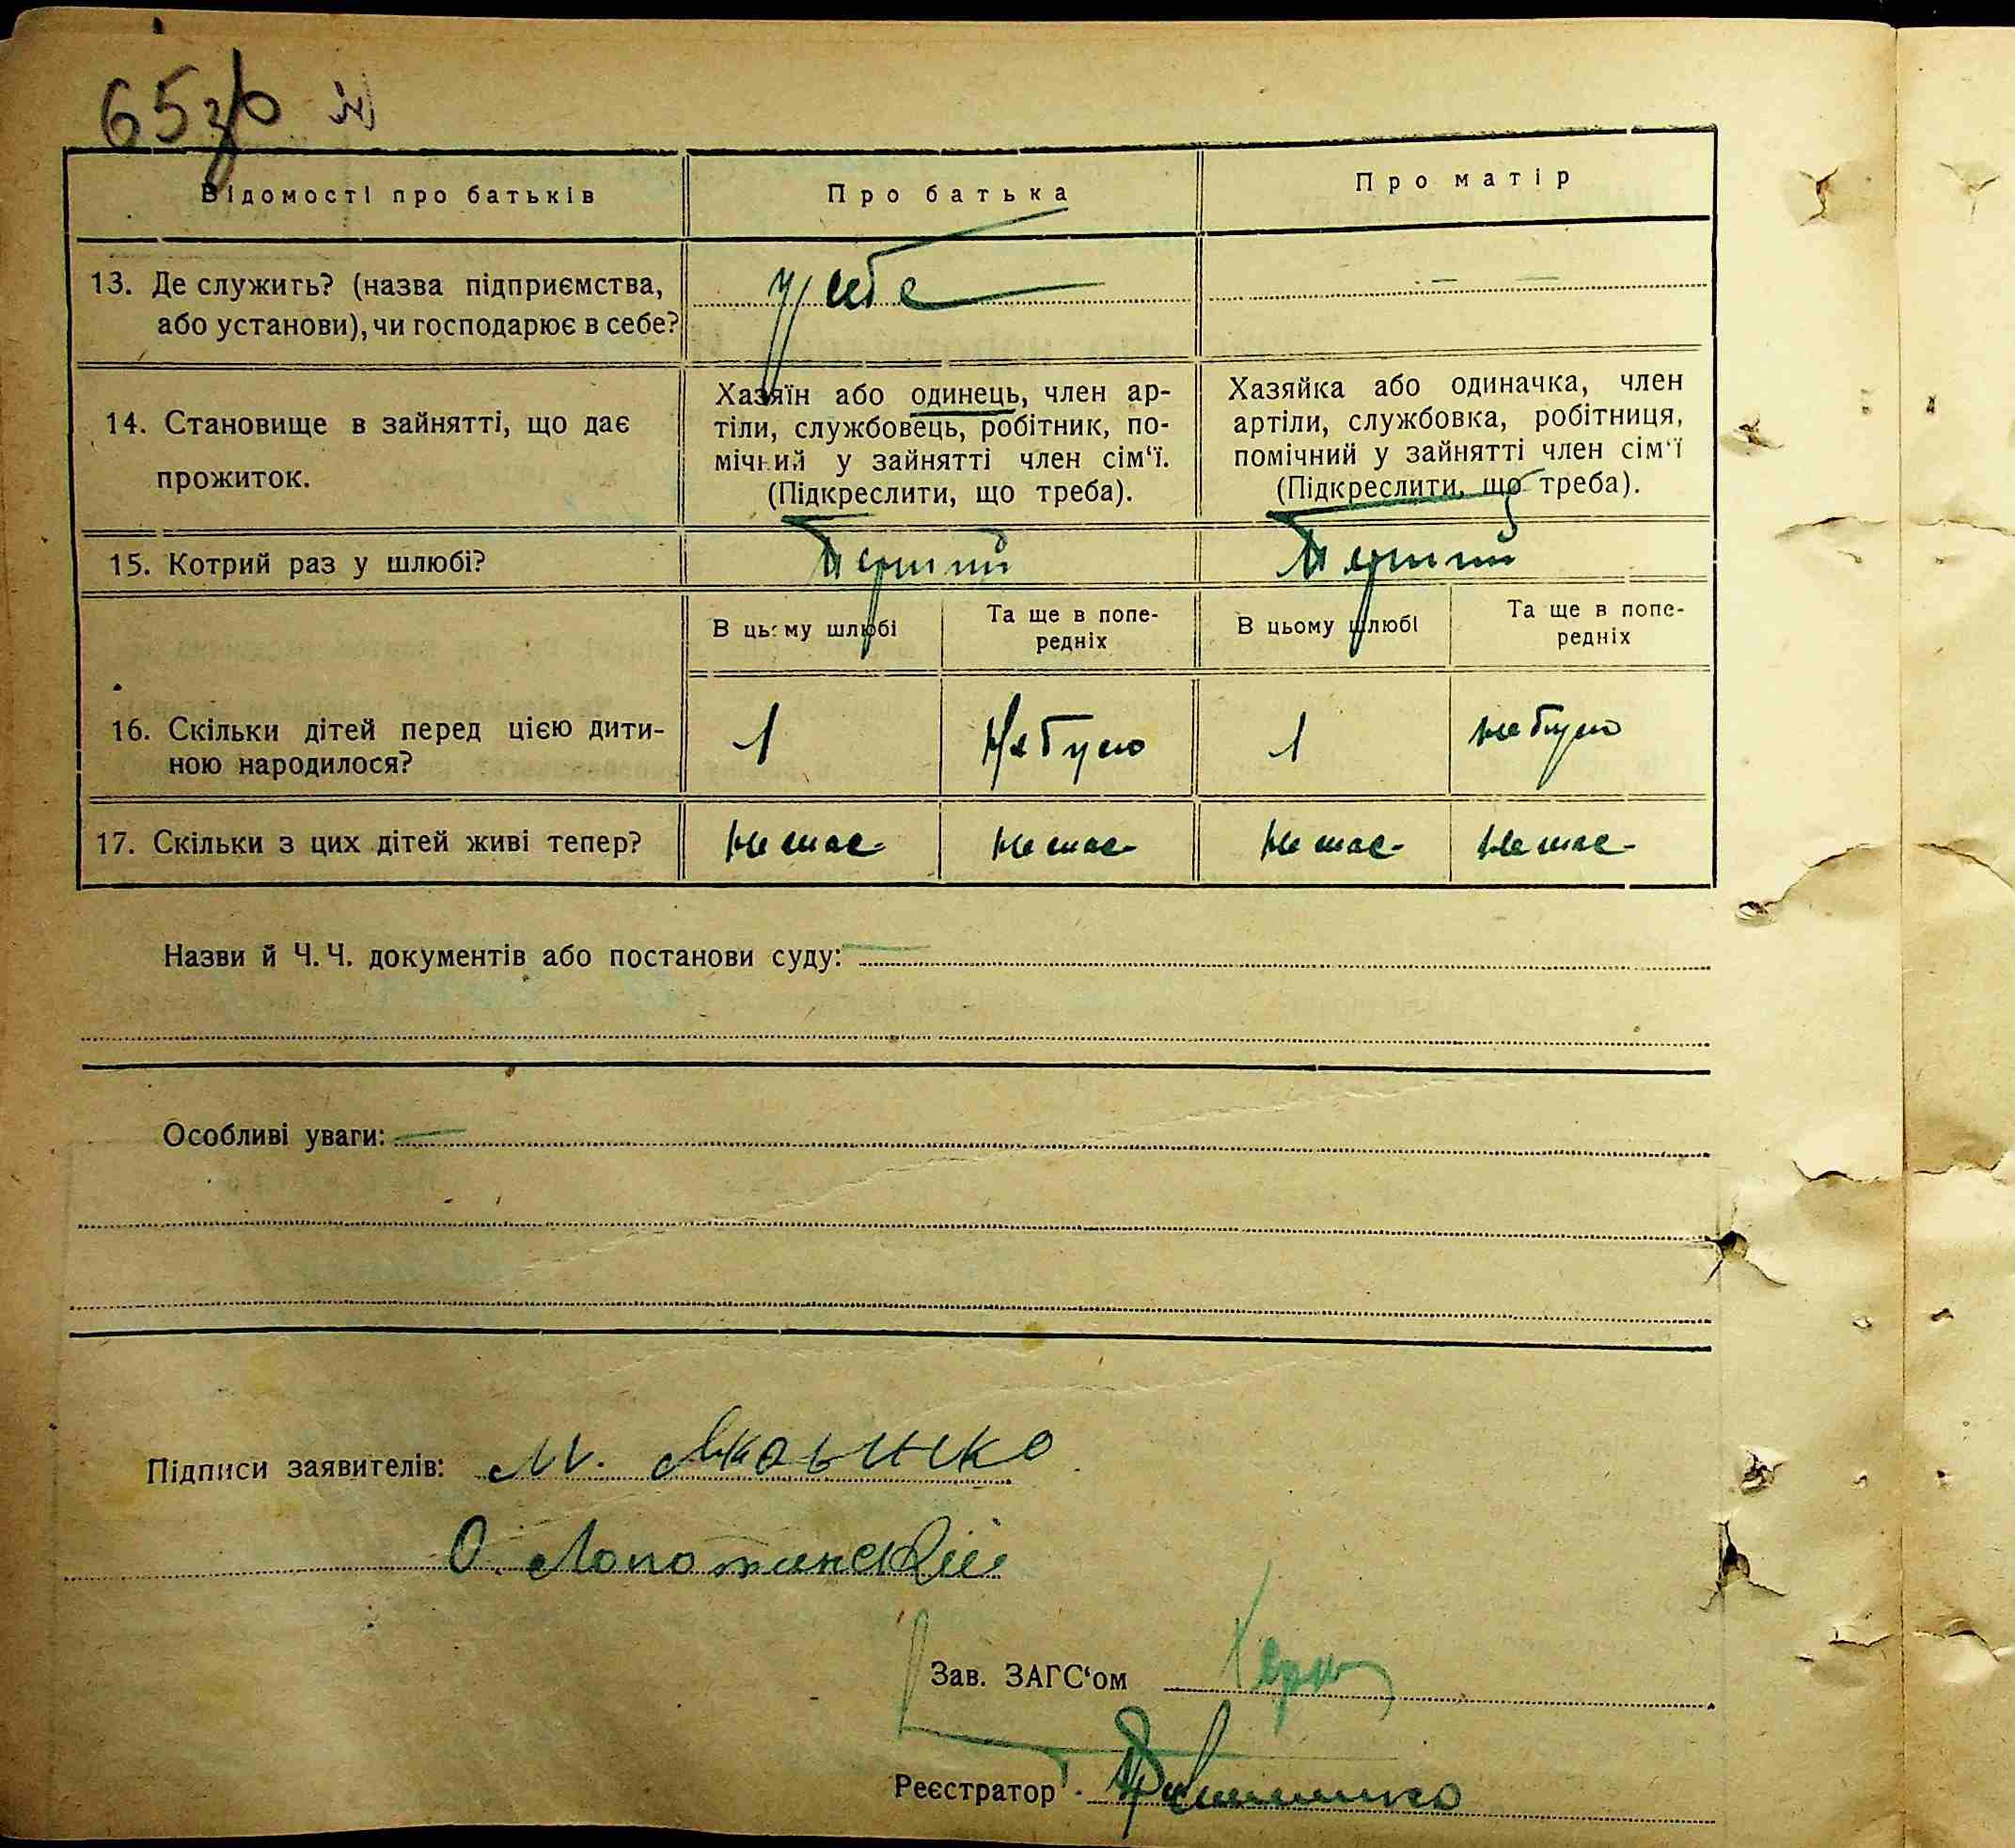 65 зв
Відомості про батьків
Про батька
Про матір
13. Де служить? (назва підприємства,
або установи), чи господарює в себе?
у себе
14. Становище в зайнятті, що дає
прожиток.
Хазяїн або одинець, член ар-
тіли, службовець, робітник, по-
мічний у зайнятті член сім'ї.
(Підкреслити, що треба).
Хазяйка або одиначка, член
артіли, службовка, робітниця,
помічний у зайнятті член сім'ї
(Підкреслити, що треба).
15. Котрий раз у шлюбі?
Перший
Перший
В цьому шлюбі
Та ще в попе-
редніх
В цьому шлюбі
Та ще в попе-
редніх
16. Скільки дітей перед цією дити-
ною народилося?
1
Не було
1
не було
17. Скільки з цих дітей живі тепер?
Немає
Немає
Немає
Немає
Назви й Ч. Ч. документів або постанови суду:
Особливі уваги:
Підписи заявителів: М.
О. Лопотинский
Зав. ЗАГС'ом
Реєстратор